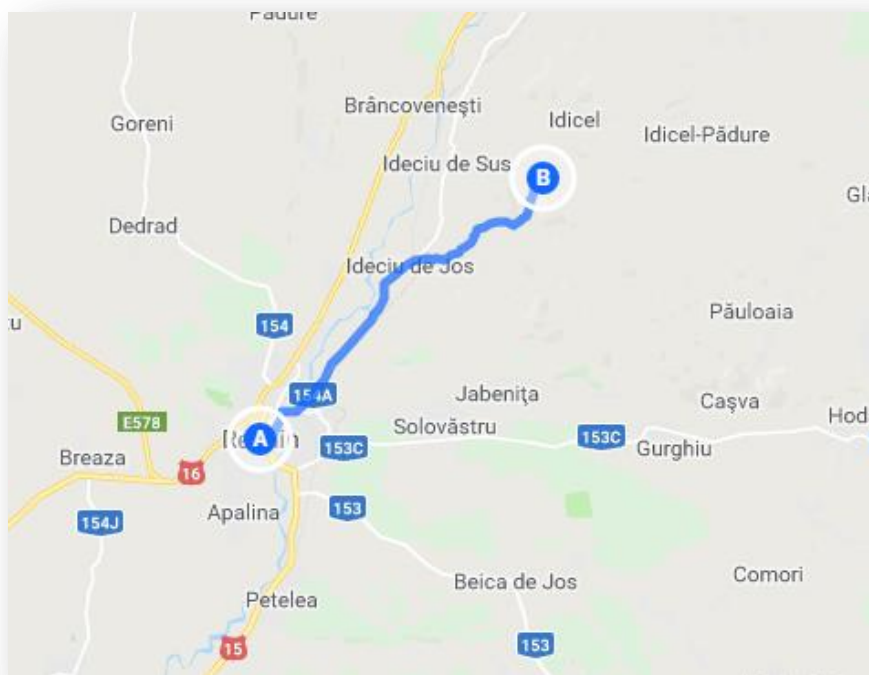 Pădure
Brâncovenești
Goreni
Idicel
Idicel-Pădure
Ideciu de Sus
B
Dedrad
Ideciu de Jos
154
Păuloaia
154A
Jabenița
Cașva
E578
Solovăstru
A
153C
153C
Gurghiu
Breaza
16
Apalina
153
154J
Beica de Jos
Comori
Petelea
15
153